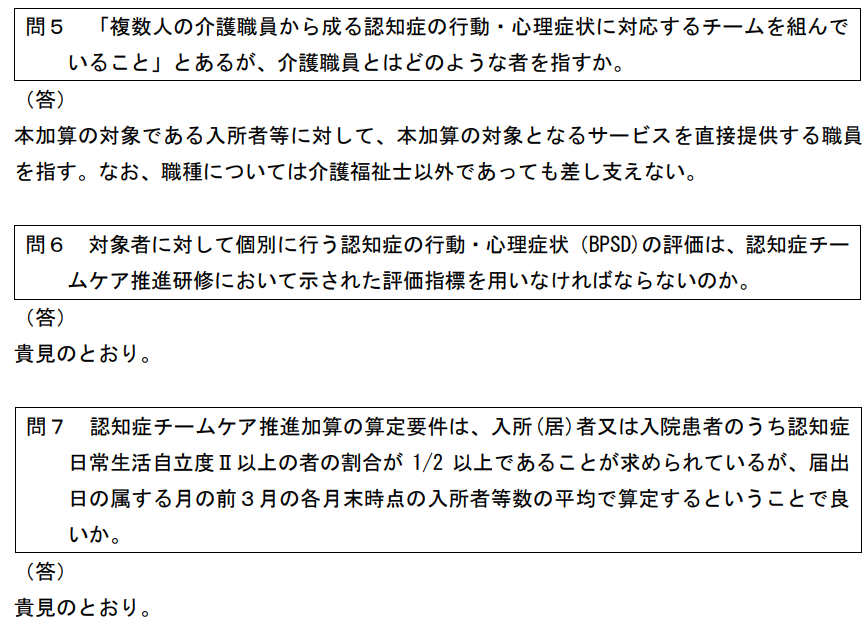 問５　「複数人の介護職員から成る認知症の行動・心理症状に対応するチームを組んで
いること」とあるが、介護職員とはどのような者を指すか。
（答）
本加算の対象である入所者等に対して、本加算の対象となるサービスを直接提供する職員
を指す。なお、職種については介護福祉士以外であっても差し支えない。
問６　対象者に対して個別に行う認知症の行動・心理症状（BPSD)の評価は、認知症チー
ムケア推進研修において示された評価指標を用いなければならないのか。
（答）
貴見のとおり。
問７　認知症チームケア推進加算の算定要件は、入所(居)者又は入院患者のうち認知症
日常生活自立度Ⅱ以上の者の割合が 1/2 以上であることが求められているが、届出
日の属する月の前３月の各月末時点の入所者等数の平均で算定するということで良
いか。
（答）
貴見のとおり。